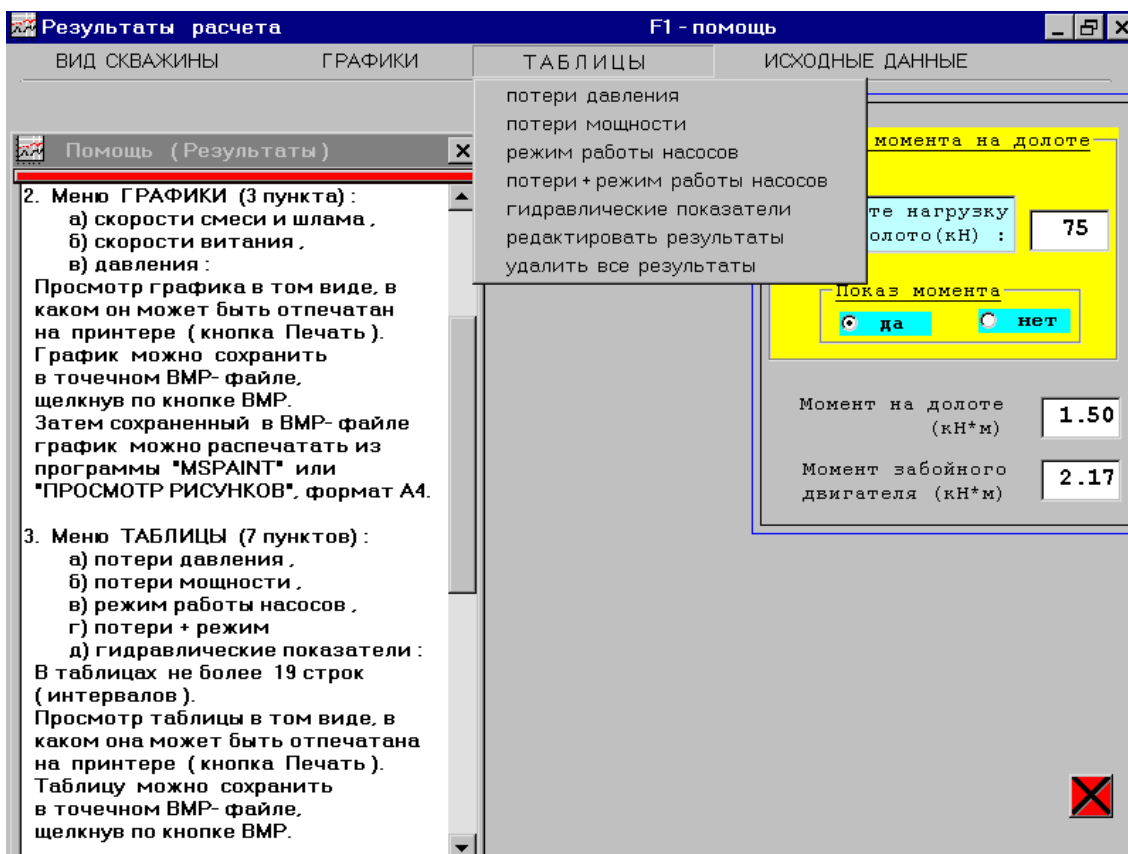 Результаты расчета
F1 - помощь
ВИД СКВАЖИНЫ
ГРАФИКИ
ТАБЛИЦЫ
ИСХОДНЫЕ ДАННЫЕ
потери давления
потери мощности
режим работы насосов
потери + режим работы насосов
гидравлические показатели
редактировать результаты
удалить все результаты
Помощь (Результаты)
2. Меню ГРАФИКИ (3 пункта) :
а) скорости смеси и шлама ,
б) скорости витания ,
в) давления :
Просмотр графика в том виде, в
каком он может быть отпечатан
на принтере ( кнопка Печать ).
График можно сохранить
в точечном BMP- файле,
щелкнув по кнопке BMP.
Затем сохраненный в BMP- файле
график можно распечатать из
программы "MSPAINT" или
"ПРОСМОТР РИСУНКОВ", формат А4.
3. Меню ТАБЛИЦЫ (7 пунктов) :
а) потери давления ,
б) потери мощности ,
в) режим работы насосов ,
г) потери + режим
д) гидравлические показатели :
В таблицах не более 19 строк
( интервалов ).
Просмотр таблицы в том виде, в
каком она может быть отпечатана
на принтере ( кнопка Печать ).
Таблицу можно сохранить
в точечном BMP- файле,
щелкнув по кнопке BMP.
момента на долоте
те нагрузку
олото(кН) :
75
Показ момента
да
нет
Момент на долоте
(кН*м)
1.50
Момент забойного
двигателя (кН*м)
2.17